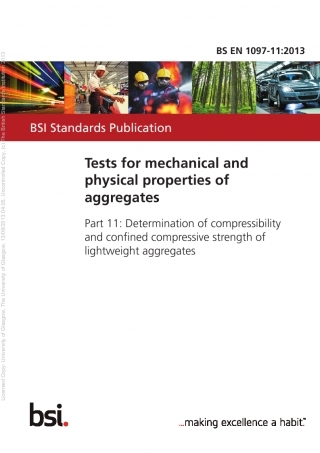 BS EN 1097-11:2013
BSI Standards Publication
Tests for mechanical and
physical properties of
aggregates
Part 11: Determination of compressibility
and confined compressive strength of
lightweight aggregates
bsi.
...making excellence a habit.™